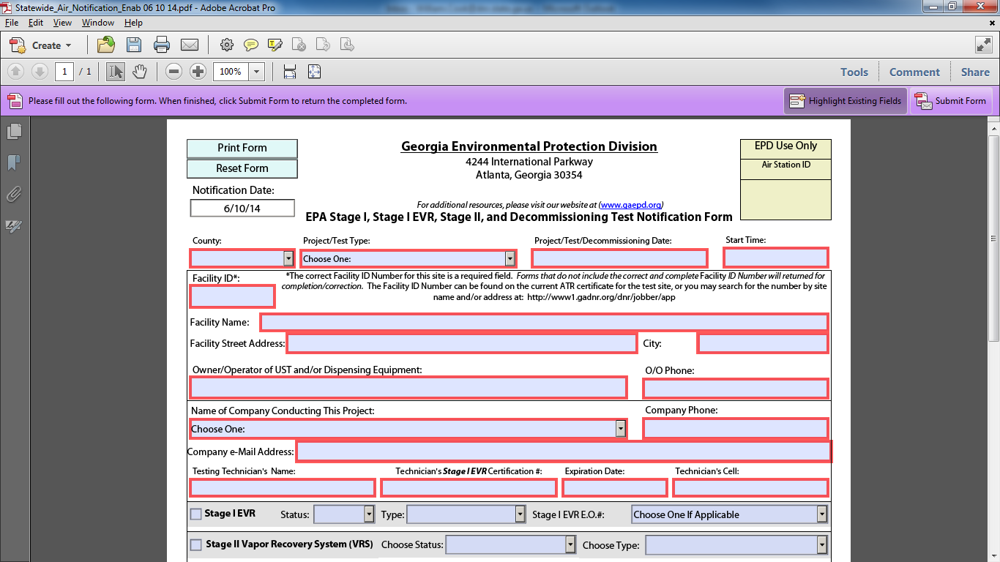 Statewide_Air_Notification_Enab 06 10 14.pdf - Adobe Acrobat Pro
File Edit View Window Help
Create
1 / 1 100% Tools Comment Share
Please fill out the following form. When finished, click Submit Form to return the completed form. Highlight Existing Fields Submit Form
Print Form
Reset Form
Georgia Environmental Protection Division
4244 International Parkway
Atlanta, Georgia 30354
EPD Use Only
Air Station ID
Notification Date:
6/10/14
For additional resources, please visit our website at (www.gaepd.org)
EPA Stage I, Stage I EVR, Stage II, and Decommissioning Test Notification Form
County: Project/Test Type: Project/Test/Decommissioning Date: Start Time:
Choose One:
Facility ID*:
*The correct Facility ID Number for this site is a required field. Forms that do not include the correct and complete Facility ID Number will returned for
completion/correction. The Facility ID Number can be found on the current ATR certificate for the test site, or you may search for the number by site
name and/or address at: http://www1.gadnr.org/dnr/jobber/app
Facility Name:
Facility Street Address: City:
Owner/Operator of UST and/or Dispensing Equipment: O/O Phone:
Name of Company Conducting This Project: Company Phone:
Choose One:
Company e-Mail Address:
Testing Technician's Name: Technician's Stage I EVR Certification #: Expiration Date: Technician's Cell:
Stage I EVR Status: Type: Stage I EVR E.O.#: Choose One If Applicable
Stage II Vapor Recovery System (VRS) Choose Status: Choose Type: